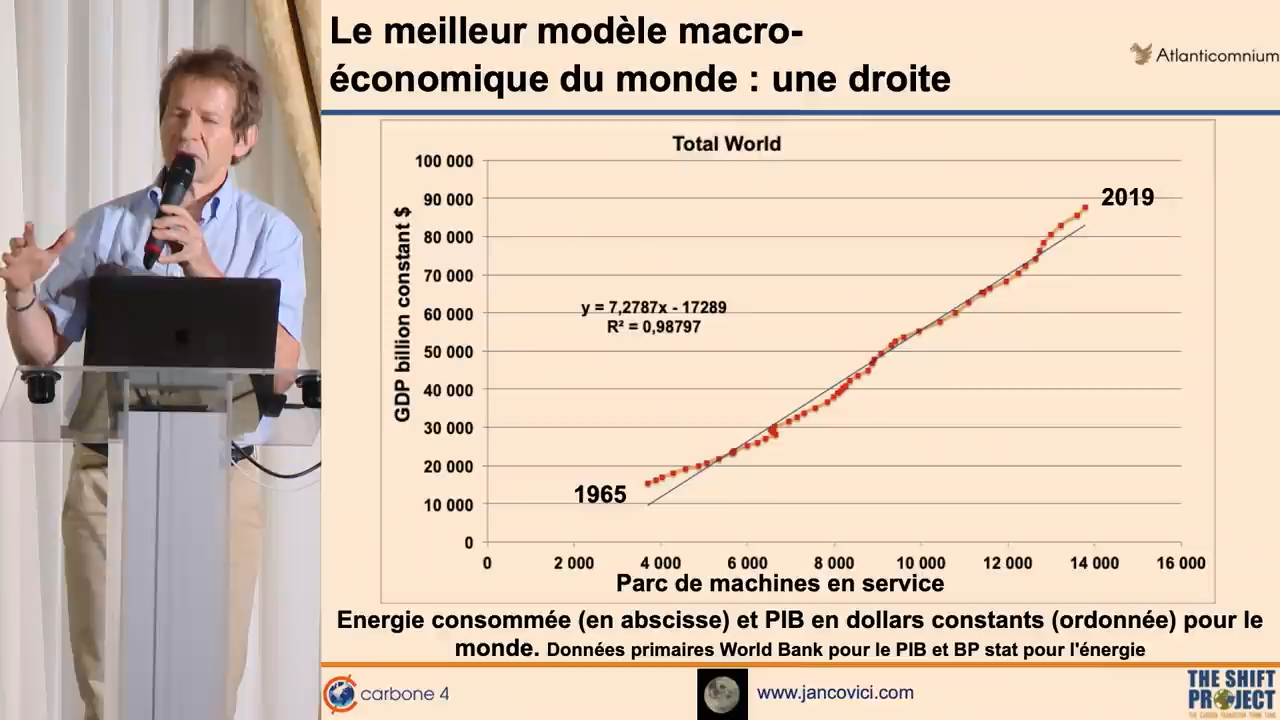 Le meilleur modèle macro-
économique du monde : une droite
Atlanticomnium
Total World
100 000
90 000
80 000
70 000
60 000
50 000
40 000
30 000
20 000
10 000
0
GDP billion constant $
2019
y = 7,2787x - 17289
R² = 0,98797
1965
0 2 000 4 000 6 000 8 000 10 000 12 000 14 000 16 000
Parc de machines en service
Energie consommée (en abscisse) et PIB en dollars constants (ordonnée) pour le
monde. Données primaires World Bank pour le PIB et BP stat pour l'énergie
carbone 4
www.jancovici.com
THE SHIFT
PROJECT